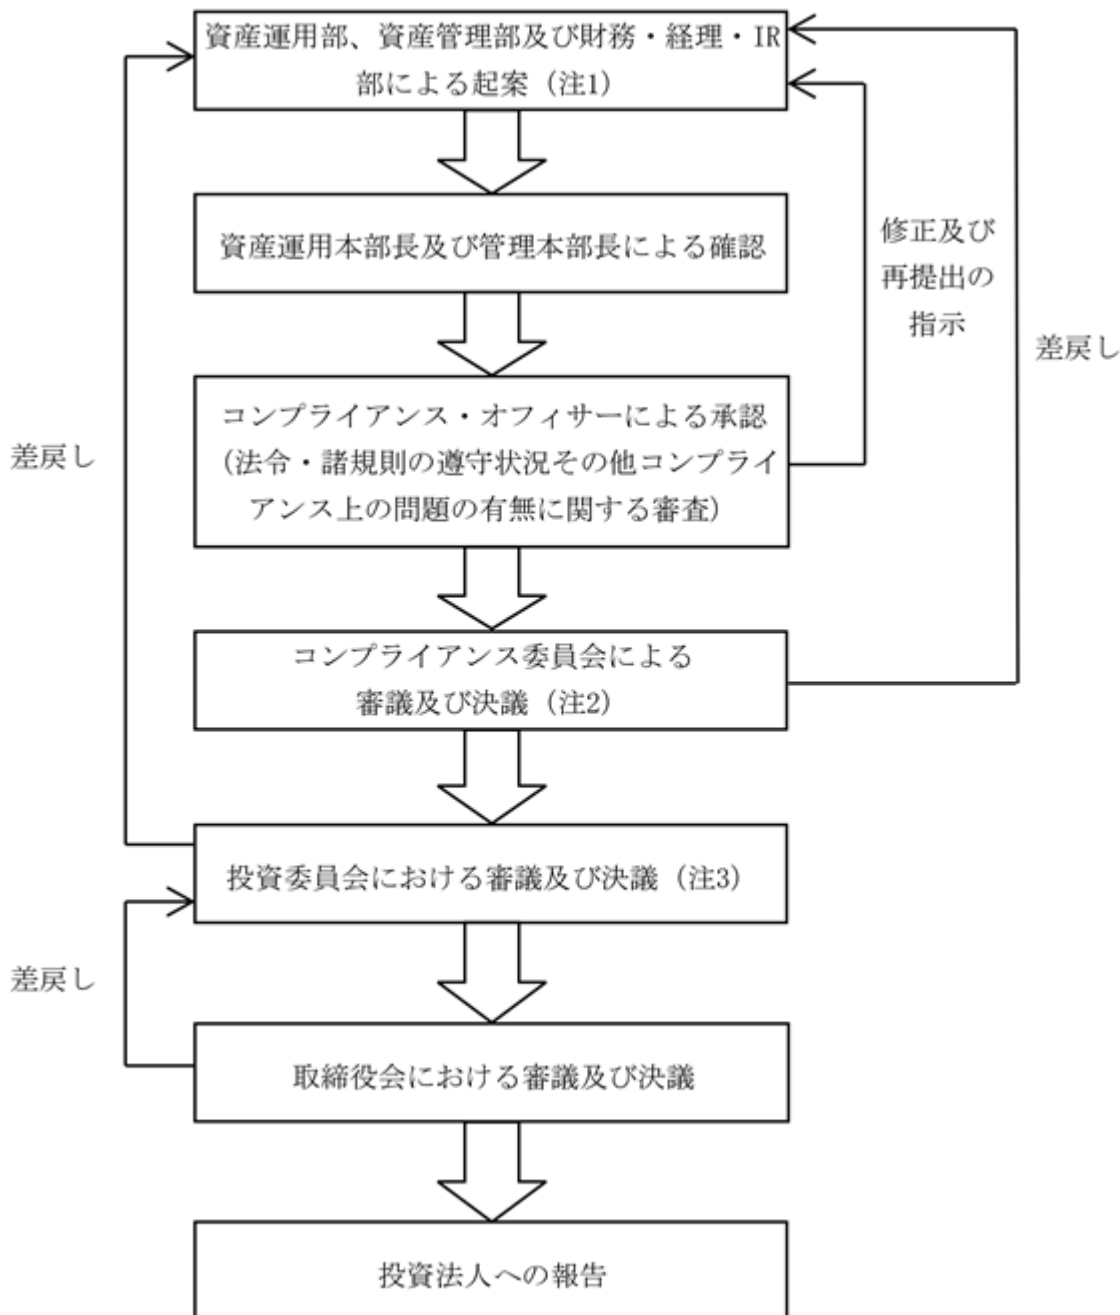 資産運用部、資産管理部及び財務・経理・IR
部による起案（注1）
資産運用本部長及び管理本部長による確認
修正及び
再提出の
指示
差戻し
コンプライアンス・オフィサーによる承認
（法令・諸規則の遵守状況その他コンプライ
アンス上の問題の有無に関する審査）
差戻し
コンプライアンス委員会による
審議及び決議（注2）
投資委員会における審議及び決議（注3）
差戻し
取締役会における審議及び決議
投資法人への報告